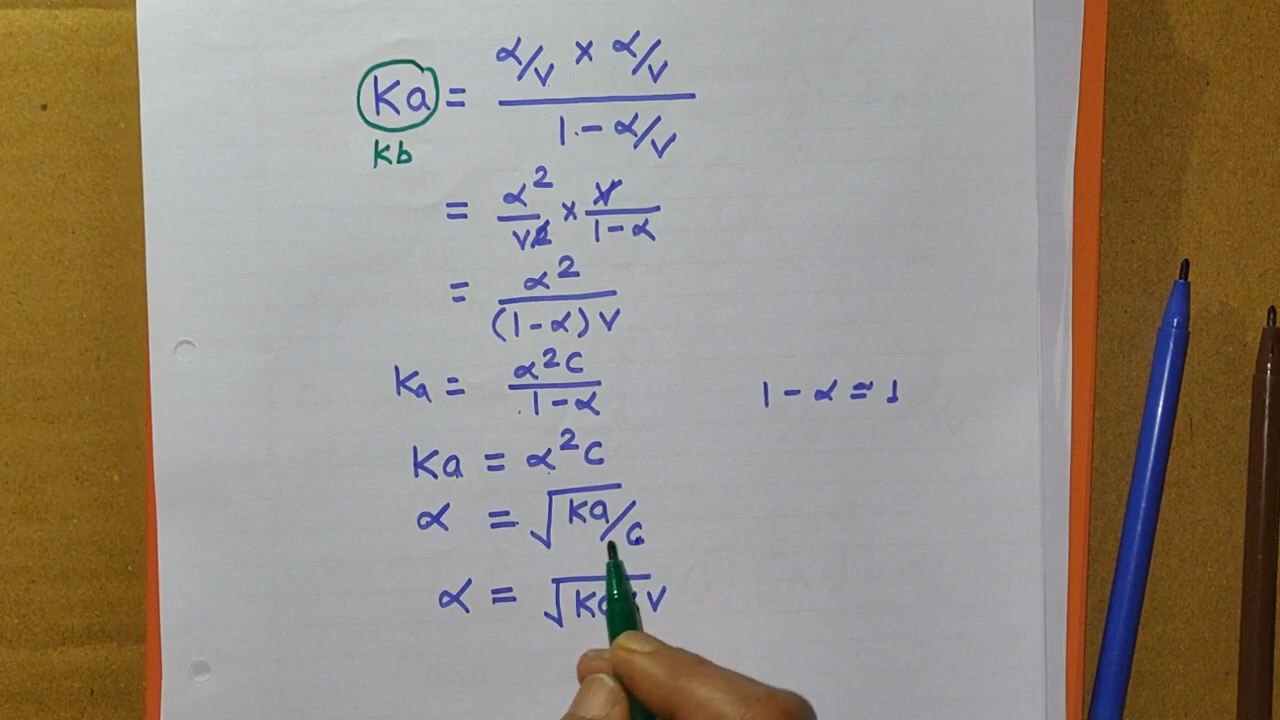 Ka = α/v × α/v / 1 - α/v
Kb
= α²/v² × v/1-α
= α²/(1-α)v
Ka = α²c/1-α
1-α≈1
Ka = α²c
α = √Ka/c
α = √Ka v